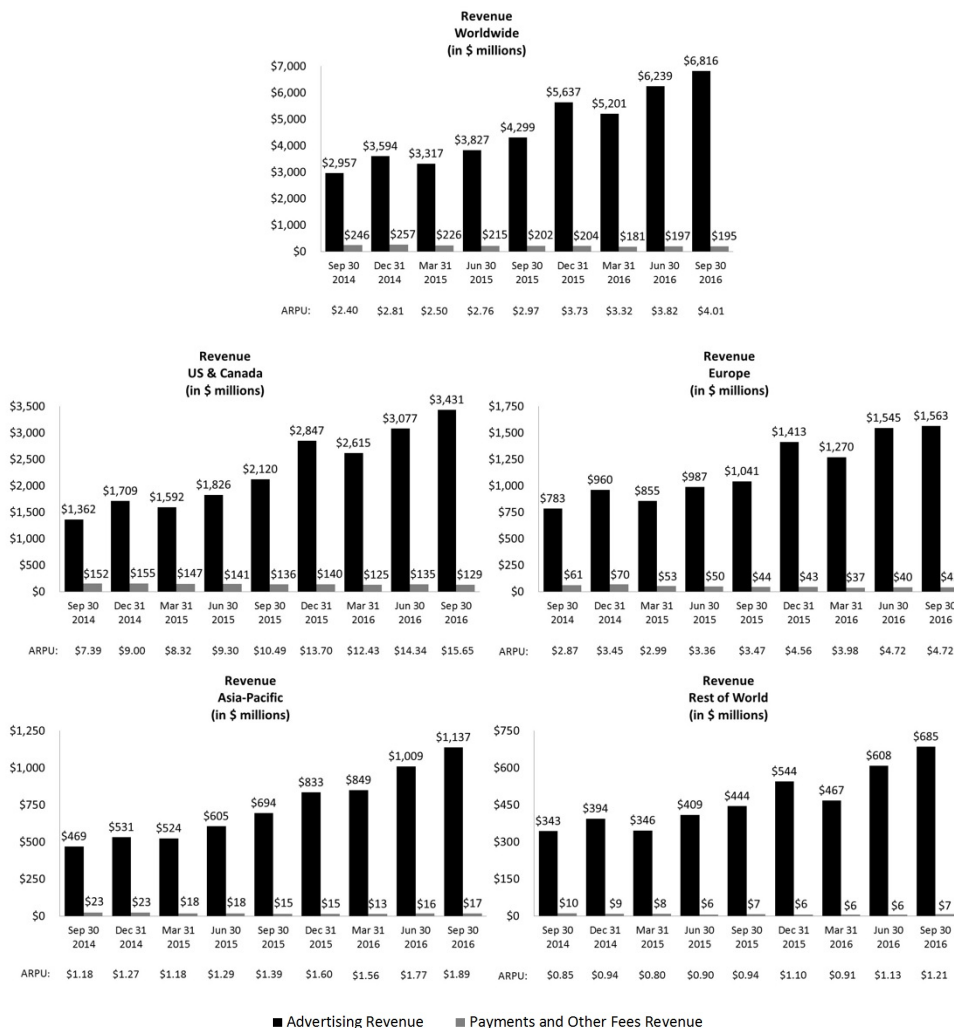 Revenue
Worldwide
(in $ millions)
$7,000
$6,000
$5,000
$4,000
$3,000
$2,000
$1,000
$0
$2,957 $3,594 $3,317 $3,827 $4,299 $5,637 $5,201 $6,239 $6,816
$246 $257 $226 $215 $202 $204 $181 $197 $195
Sep 30 Dec 31 Mar 31 Jun 30 Sep 30 Dec 31 Mar 31 Jun 30 Sep 30
2014 2014 2015 2015 2015 2015 2016 2016 2016
ARPU: $2.40 $2.81 $2.50 $2.76 $2.97 $3.73 $3.32 $3.82 $4.01
Revenue
US & Canada
(in $ millions)
$3,500
$3,000
$2,500
$2,000
$1,500
$1,000
$500
$0
$1,362 $1,709 $1,592 $1,826 $2,120 $2,847 $2,615 $3,077 $3,431
$152 $155 $147 $141 $136 $140 $125 $135 $129
Sep 30 Dec 31 Mar 31 Jun 30 Sep 30 Dec 31 Mar 31 Jun 30 Sep 30
2014 2014 2015 2015 2015 2015 2016 2016 2016
ARPU: $7.39 $9.00 $8.32 $9.30 $10.49 $13.70 $12.43 $14.34 $15.65
Revenue
Europe
(in $ millions)
$1,750
$1,500
$1,250
$1,000
$750
$500
$250
$0
$783 $960 $855 $987 $1,041 $1,413 $1,270 $1,545 $1,563
$61 $70 $53 $50 $44 $43 $37 $40
Sep 30 Dec 31 Mar 31 Jun 30 Sep 30 Dec 31 Mar 31 Jun 30 Sep 30
2014 2014 2015 2015 2015 2015 2016 2016 2016
ARPU: $2.87 $3.45 $2.99 $3.36 $3.47 $4.56 $3.98 $4.72 $4.72
Revenue
Asia-Pacific
(in $ millions)
$1,250
$1,000
$750
$500
$250
$0
$469 $531 $524 $605 $694 $833 $849 $1,009 $1,137
$23 $23 $18 $18 $15 $15 $13 $16 $17
Sep 30 Dec 31 Mar 31 Jun 30 Sep 30 Dec 31 Mar 31 Jun 30 Sep 30
2014 2014 2015 2015 2015 2015 2016 2016 2016
ARPU: $1.18 $1.27 $1.18 $1.29 $1.39 $1.60 $1.56 $1.77 $1.89
Revenue
Rest of World
(in $ millions)
$750
$600
$450
$300
$150
$0
$343 $394 $346 $409 $444 $544 $467 $608 $685
$10 $9 $8 $6 $7 $6 $6 $6 $7
Sep 30 Dec 31 Mar 31 Jun 30 Sep 30 Dec 31 Mar 31 Jun 30 Sep 30
2014 2014 2015 2015 2015 2015 2016 2016 2016
ARPU: $0.85 $0.94 $0.80 $0.90 $0.94 $1.10 $0.91 $1.13 $1.21
Advertising Revenue Payments and Other Fees Revenue